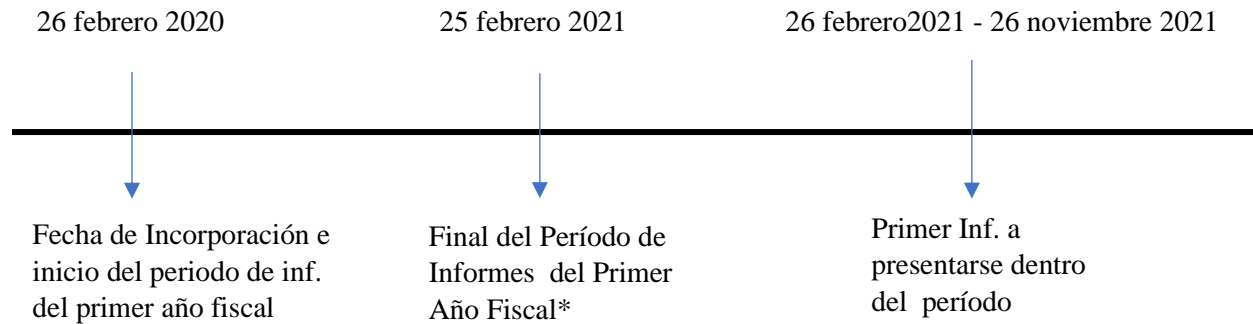 26 febrero 2020
25 febrero 2021
26 febrero2021 - 26 noviembre 2021
Fecha de Incorporación e
inicio del periodo de inf.
del primer año fiscal
Final del Período de
Informes del Primer
Año Fiscal*
Primer Inf. a
presentarse dentro
del período